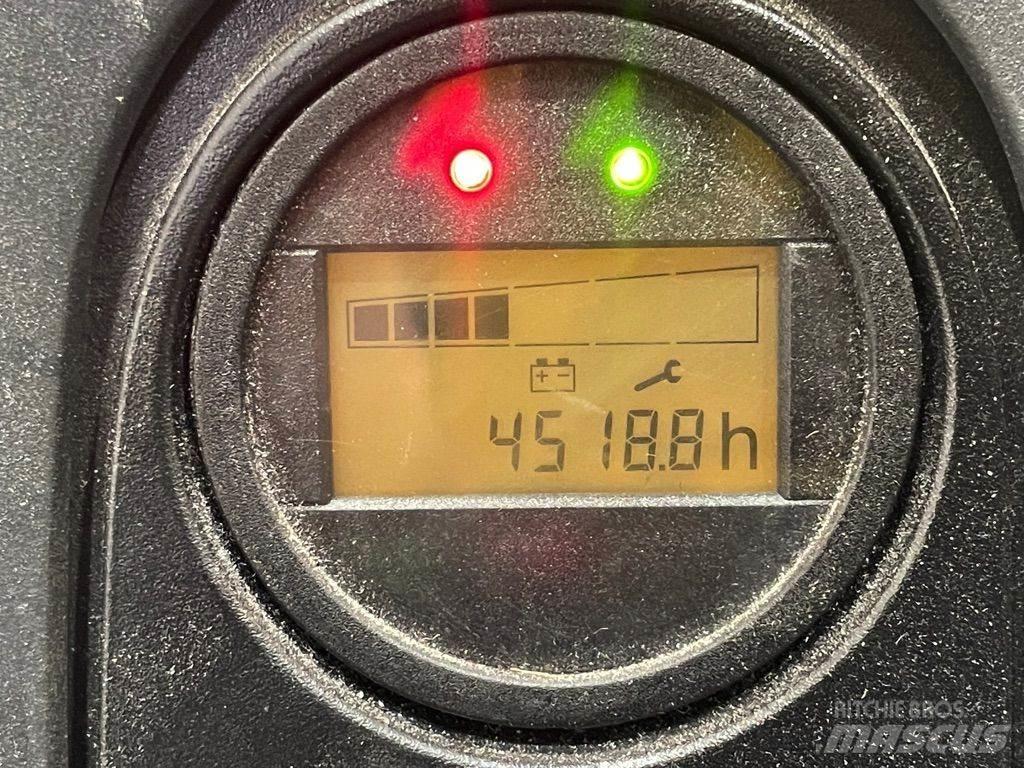 4518.8h
RITCHIE BROS.
MASCUS